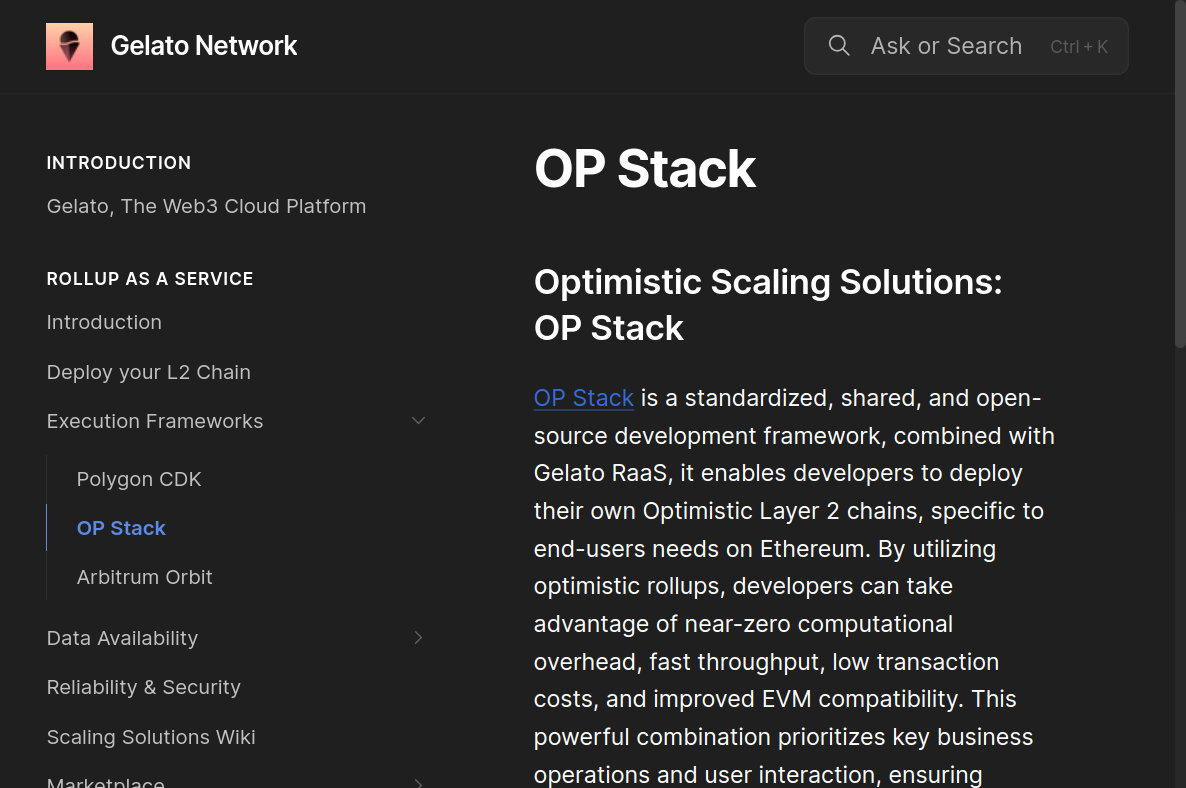 Gelato Network
Ask or Search
Ctrl + K
INTRODUCTION
Gelato, The Web3 Cloud Platform
ROLLUP AS A SERVICE
Introduction
Deploy your L2 Chain
Execution Frameworks
Polygon CDK
OP Stack
Arbitrum Orbit
Data Availability
Reliability & Security
Scaling Solutions Wiki
Marketplace
OP Stack
Optimistic Scaling Solutions:
OP Stack
OP Stack is a standardized, shared, and open-
source development framework, combined with
Gelato RaaS, it enables developers to deploy
their own Optimistic Layer 2 chains, specific to
end-users needs on Ethereum. By utilizing
optimistic rollups, developers can take
advantage of near-zero computational
overhead, fast throughput, low transaction
costs, and improved EVM compatibility. This
powerful combination prioritizes key business
operations and user interaction, ensuring